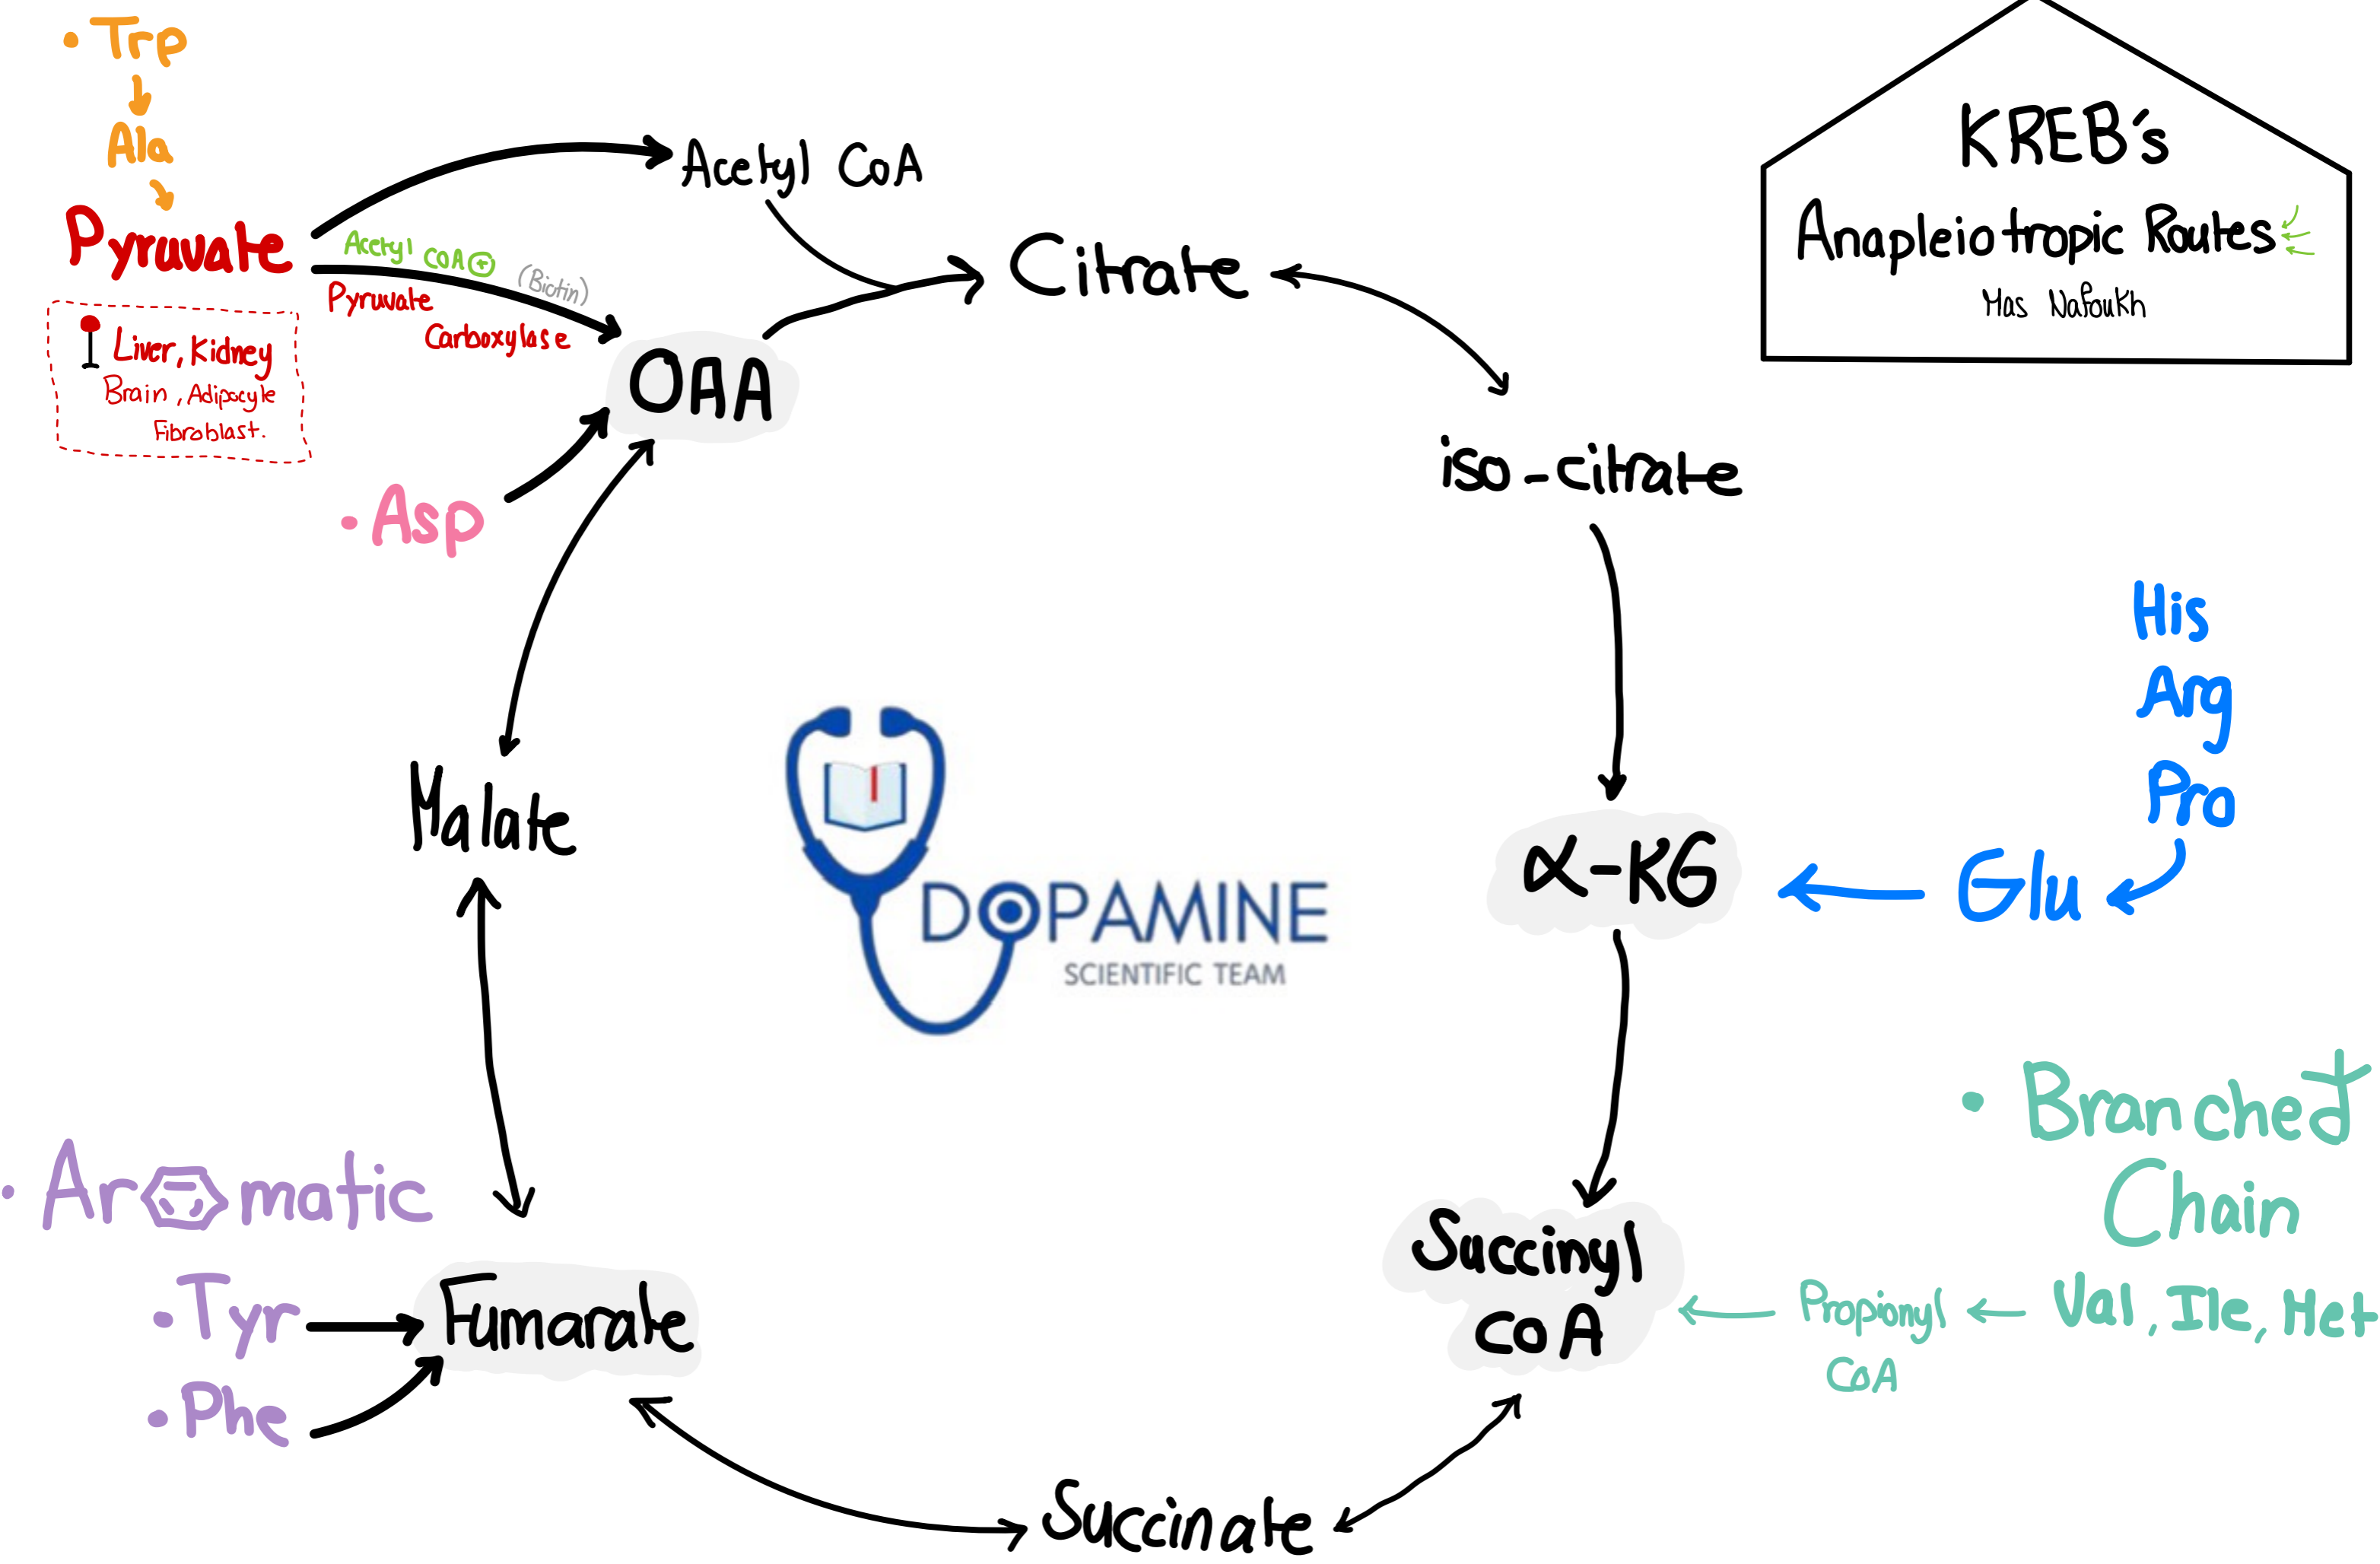 KREB's
Anapleiotropic Routes
Mas Nafoukh
• Trp
Ala
Pyruvate
Acetyl COA +
(Biotin)
Pyruvate
Carboxylase
Liver, Kidney
Brain, Adipocyle
Fibroblast.
Acetyl CoA
Citrate
OAA
• Asp
iso-citrate
His
Arg
Pro
Glu
α-KG
Malate
DOPAMINE
SCIENTIFIC TEAM
• Branched
Chain
Val, Ile, Met
Propionyl
CoA
Succinyl
COA
• Aromatic
• Tyr
• Phe
Fumarate
Succinate